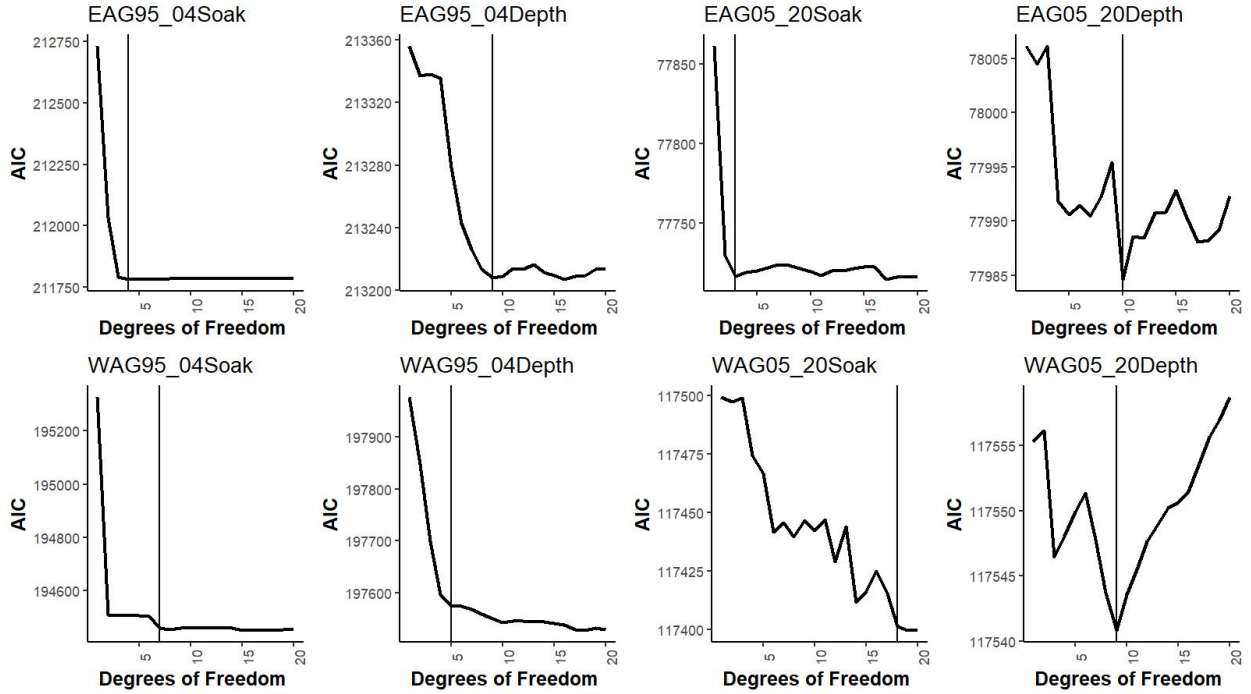 EAG95_04Soak
AIC
212750
212500
212250
212000
211750
5
10
15
20
Degrees of Freedom
EAG95_04Depth
AIC
213360
213320
213280
213240
213200
5
10
15
20
Degrees of Freedom
EAG05_20Soak
AIC
77850
77800
77750
5
10
15
20
Degrees of Freedom
EAG05_20Depth
AIC
78005
78000
77995
77990
77985
5
10
15
20
Degrees of Freedom
WAG95_04Soak
AIC
195200
195000
194800
194600
5
10
15
20
Degrees of Freedom
WAG95_04Depth
AIC
197900
197800
197700
197600
5
10
15
20
Degrees of Freedom
WAG05_20Soak
AIC
117500
117475
117450
117425
117400
5
10
15
20
Degrees of Freedom
WAG05_20Depth
AIC
117555
117550
117545
117540
5
10
15
20
Degrees of Freedom